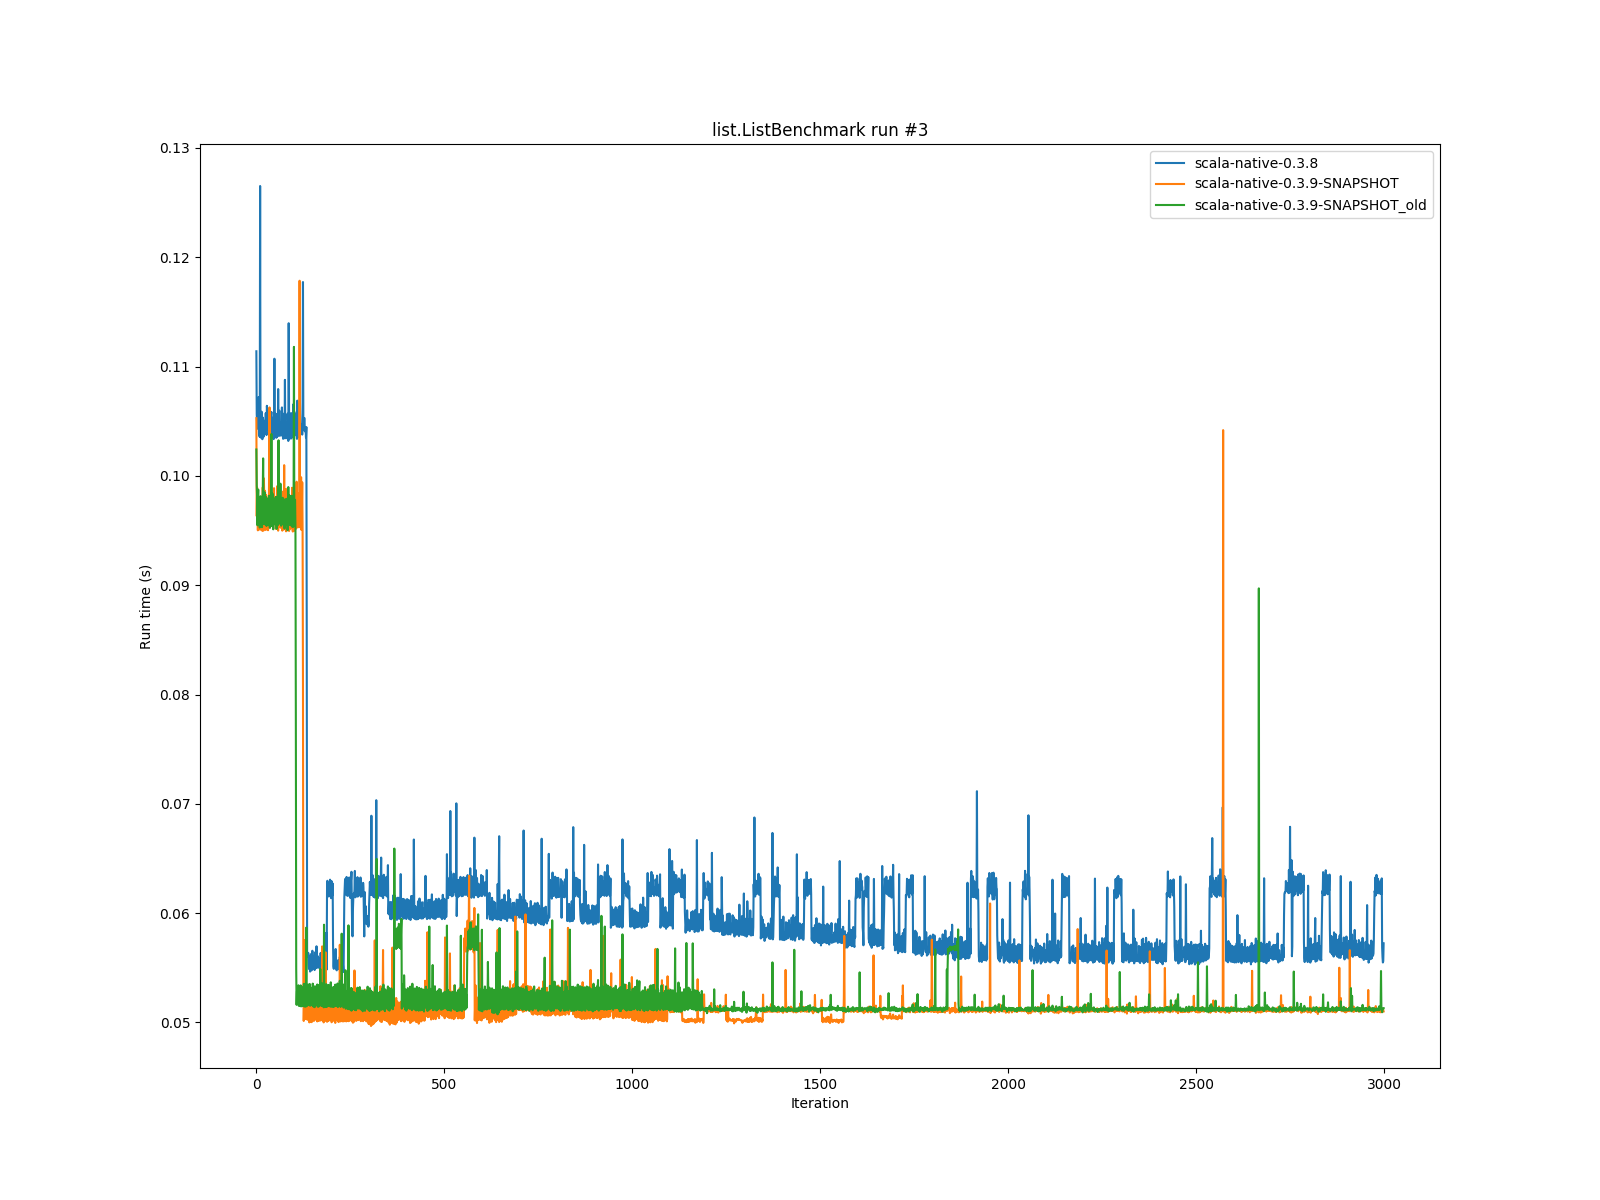 list.ListBenchmark run #3
scala-native-0.3.8
scala-native-0.3.9-SNAPSHOT
scala-native-0.3.9-SNAPSHOT_old
Run time (s)
0.13
0.12
0.11
0.10
0.09
0.08
0.07
0.06
0.05
0
500
1000
1500
2000
2500
3000
Iteration